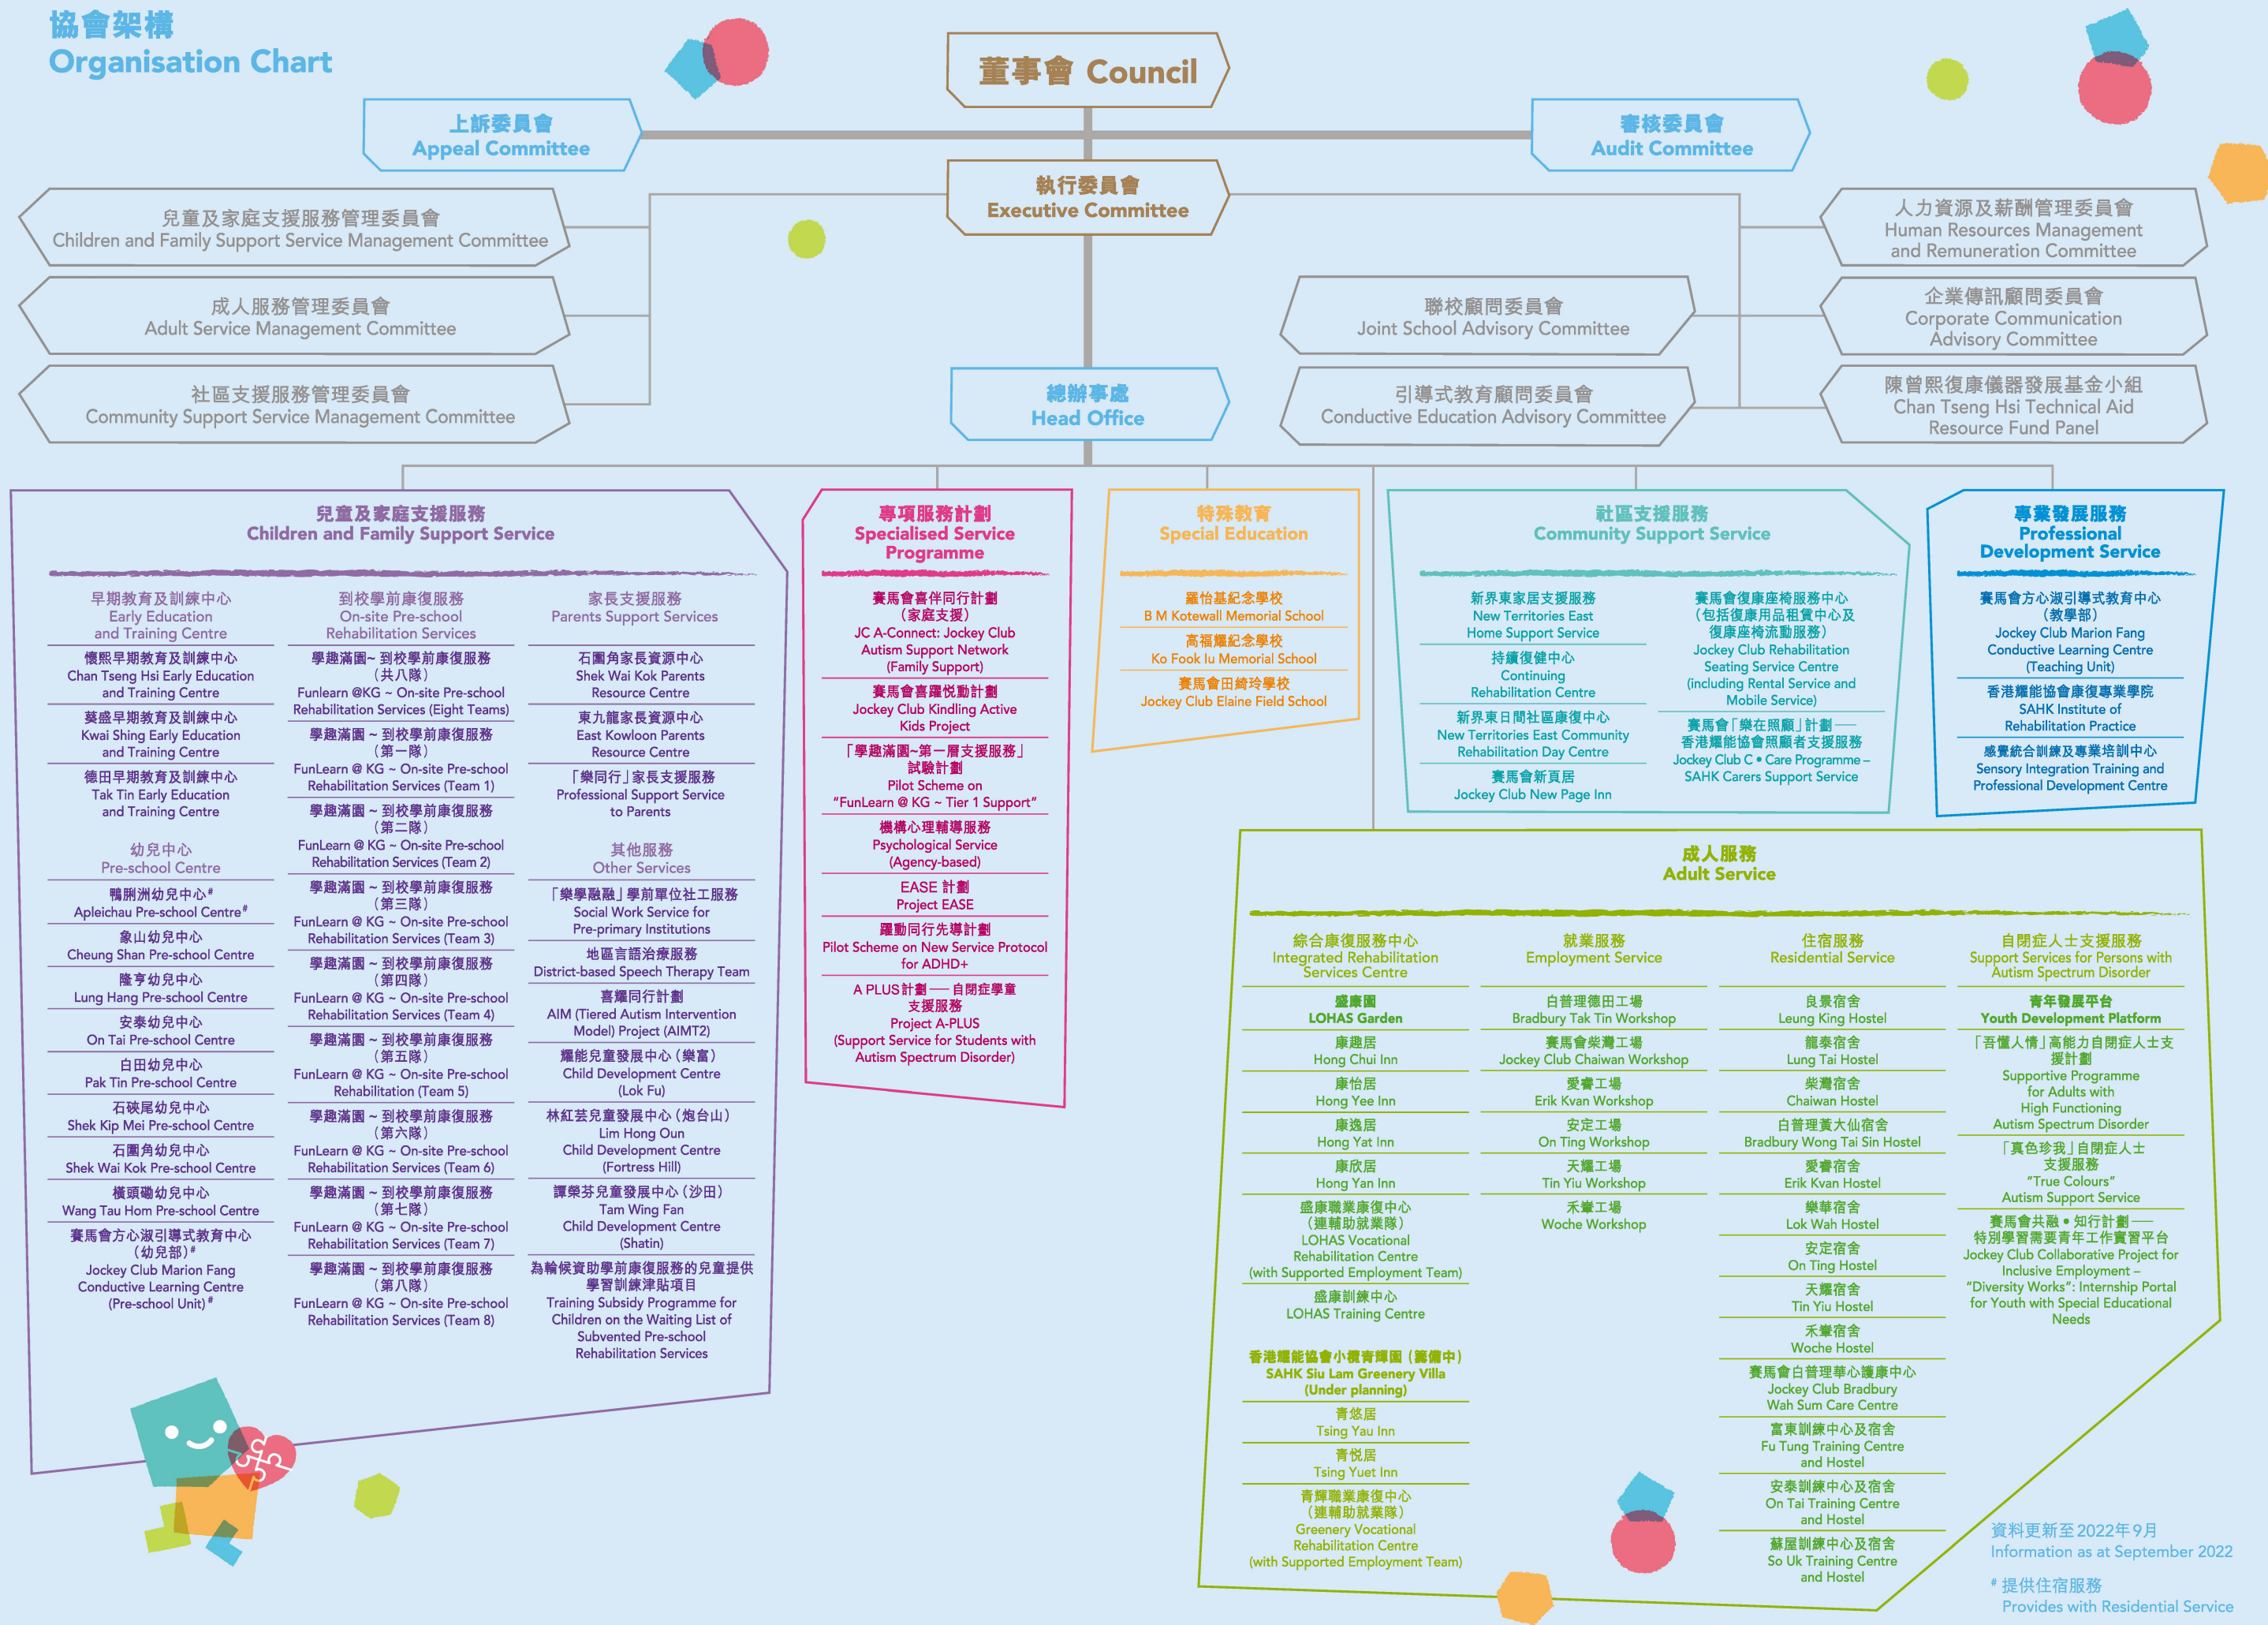 協會架構
Organisation Chart
董事會 Council
上訴委員會
Appeal Committee
審核委員會
Audit Committee
執行委員會
Executive Committee
兒童及家庭支援服務管理委員會
Children and Family Support Service Management Committee
成人服務管理委員會
Adult Service Management Committee
社區支援服務管理委員會
Community Support Service Management Committee
人力資源及薪酬管理委員會
Human Resources Management
and Remuneration Committee
聯校顧問委員會
Joint School Advisory Committee
企業傳訊顧問委員會
Corporate Communication
Advisory Committee
引導式教育顧問委員會
Conductive Education Advisory Committee
陳曾熙復康儀器發展基金小組
Chan Tseng Hsi Technical Aid
Resource Fund Panel
總辦事處
Head Office
兒童及家庭支援服務
Children and Family Support Service
早期教育及訓練中心
Early Education
and Training Centre
懷熙早期教育及訓練中心
Chan Tseng Hsi Early Education
and Training Centre
葵盛早期教育及訓練中心
Kwai Shing Early Education
and Training Centre
德田早期教育及訓練中心
Tak Tin Early Education
and Training Centre
幼兒中心
Pre-school Centre
鴨脷洲幼兒中心#
Apleichau Pre-school Centre#
象山幼兒中心
Cheung Shan Pre-school Centre
隆亨幼兒中心
Lung Hang Pre-school Centre
安泰幼兒中心
On Tai Pre-school Centre
白田幼兒中心
Pak Tin Pre-school Centre
石硤尾幼兒中心
Shek Kip Mei Pre-school Centre
石圍角幼兒中心
Shek Wai Kok Pre-school Centre
橫頭磡幼兒中心
Wang Tau Hom Pre-school Centre
賽馬會方心淑引導式教育中心
（幼兒部）#
Jockey Club Marion Fang
Conductive Learning Centre
(Pre-school Unit)#
到校學前康復服務
On-site Pre-school
Rehabilitation Services
學趣滿園~ 到校學前康復服務
（共八隊）
Funlearn @KG ~ On-site Pre-school
Rehabilitation Services (Eight Teams)
學趣滿園 ~ 到校學前康復服務
（第一隊）
FunLearn @ KG ~ On-site Pre-school
Rehabilitation Services (Team 1)
學趣滿園 ~ 到校學前康復服務
（第二隊）
FunLearn @ KG ~ On-site Pre-school
Rehabilitation Services (Team 2)
學趣滿園 ~ 到校學前康復服務
（第三隊）
FunLearn @ KG ~ On-site Pre-school
Rehabilitation Services (Team 3)
學趣滿園 ~ 到校學前康復服務
（第四隊）
FunLearn @ KG ~ On-site Pre-school
Rehabilitation Services (Team 4)
學趣滿園 ~ 到校學前康復服務
（第五隊）
FunLearn @ KG ~ On-site Pre-school
Rehabilitation (Team 5)
學趣滿園 ~ 到校學前康復服務
（第六隊）
FunLearn @ KG ~ On-site Pre-school
Rehabilitation Services (Team 6)
學趣滿園 ~ 到校學前康復服務
（第七隊）
FunLearn @ KG ~ On-site Pre-school
Rehabilitation Services (Team 7)
學趣滿園 ~ 到校學前康復服務
（第八隊）
FunLearn @ KG ~ On-site Pre-school
Rehabilitation Services (Team 8)
家長支援服務
Parents Support Services
石圍角家長資源中心
Shek Wai Kok Parents
Resource Centre
東九龍家長資源中心
East Kowloon Parents
Resource Centre
「樂同行」家長支援服務
Professional Support Service
to Parents
其他服務
Other Services
「樂學融融」學前單位社工服務
Social Work Service for
Pre-primary Institutions
地區言語治療服務
District-based Speech Therapy Team
喜耀同行計劃
AIM (Tiered Autism Intervention
Model) Project (AIMT2)
耀能兒童發展中心（樂富）
Child Development Centre
(Lok Fu)
林紅芸兒童發展中心（炮台山）
Lim Hong Oun
Child Development Centre
(Fortress Hill)
譚榮芬兒童發展中心（沙田）
Tam Wing Fan
Child Development Centre
(Shatin)
為輪候資助學前康復服務的兒童提供
學習訓練津貼項目
Training Subsidy Programme for
Children on the Waiting List of
Subvented Pre-school
Rehabilitation Services
專項服務計劃
Specialised Service
Programme
賽馬會喜伴同行計劃
（家庭支援）
JC A-Connect: Jockey Club
Autism Support Network
(Family Support)
賽馬會喜躍悦動計劃
Jockey Club Kindling Active
Kids Project
「學趣滿園~第一層支援服務」
試驗計劃
Pilot Scheme on
“FunLearn @ KG ~ Tier 1 Support”
機構心理輔導服務
Psychological Service
(Agency-based)
EASE 計劃
Project EASE
躍動同行先導計劃
Pilot Scheme on New Service Protocol
for ADHD+
A PLUS計劃 —— 自閉症學童
支援服務
Project A-PLUS
(Support Service for Students with
Autism Spectrum Disorder)
特殊教育
Special Education
羅怡基紀念學校
B M Kotewall Memorial School
高福耀紀念學校
Ko Fook Iu Memorial School
賽馬會田綺玲學校
Jockey Club Elaine Field School
社區支援服務
Community Support Service
新界東家居支援服務
New Territories East
Home Support Service
持續復健中心
Continuing
Rehabilitation Centre
新界東日間社區康復中心
New Territories East Community
Rehabilitation Day Centre
賽馬會新頁居
Jockey Club New Page Inn
賽馬會復康座椅服務中心
（包括復康用品租賃中心及
復康座椅流動服務）
Jockey Club Rehabilitation
Seating Service Centre
(including Rental Service and
Mobile Service)
賽馬會「樂在照顧」計劃 ——
香港耀能協會照顧者支援服務
Jockey Club C • Care Programme –
SAHK Carers Support Service
專業發展服務
Professional
Development Service
賽馬會方心淑引導式教育中心
（教學部）
Jockey Club Marion Fang
Conductive Learning Centre
(Teaching Unit)
香港耀能協會康復專業學院
SAHK Institute of
Rehabilitation Practice
感覺統合訓練及專業培訓中心
Sensory Integration Training and
Professional Development Centre
成人服務
Adult Service
綜合康復服務中心
Integrated Rehabilitation
Services Centre
盛康園
LOHAS Garden
康趣居
Hong Chui Inn
康怡居
Hong Yee Inn
康逸居
Hong Yat Inn
康欣居
Hong Yan Inn
盛康職業康復中心
（連輔助就業隊）
LOHAS Vocational
Rehabilitation Centre
(with Supported Employment Team)
盛康訓練中心
LOHAS Training Centre
香港耀能協會小欖青輝園（籌備中）
SAHK Siu Lam Greenery Villa
(Under planning)
青悠居
Tsing Yau Inn
青悦居
Tsing Yuet Inn
青輝職業康復中心
（連輔助就業隊）
Greenery Vocational
Rehabilitation Centre
(with Supported Employment Team)
就業服務
Employment Service
白普理德田工場
Bradbury Tak Tin Workshop
賽馬會柴灣工場
Jockey Club Chaiwan Workshop
愛睿工場
Erik Kvan Workshop
安定工場
On Ting Workshop
天耀工場
Tin Yiu Workshop
禾輋工場
Woche Workshop
住宿服務
Residential Service
良景宿舍
Leung King Hostel
龍泰宿舍
Lung Tai Hostel
柴灣宿舍
Chaiwan Hostel
白普理黃大仙宿舍
Bradbury Wong Tai Sin Hostel
愛睿宿舍
Erik Kvan Hostel
樂華宿舍
Lok Wah Hostel
安定宿舍
On Ting Hostel
天耀宿舍
Tin Yiu Hostel
禾輋宿舍
Woche Hostel
賽馬會白普理華心護康中心
Jockey Club Bradbury
Wah Sum Care Centre
富東訓練中心及宿舍
Fu Tung Training Centre
and Hostel
安泰訓練中心及宿舍
On Tai Training Centre
and Hostel
蘇屋訓練中心及宿舍
So Uk Training Centre
and Hostel
自閉症人士支援服務
Support Services for Persons with
Autism Spectrum Disorder
青年發展平台
Youth Development Platform
「吾懂人情」高能力自閉症人士支
援計劃
Supportive Programme
for Adults with
High Functioning
Autism Spectrum Disorder
「真色珍我」自閉症人士
支援服務
“True Colours”
Autism Support Service
賽馬會共融 • 知行計劃 ——
特別學習需要青年工作實習平台
Jockey Club Collaborative Project for
Inclusive Employment –
“Diversity Works”: Internship Portal
for Youth with Special Educational
Needs
資料更新至2022年9月
Information as at September 2022
# 提供住宿服務
Provides with Residential Service